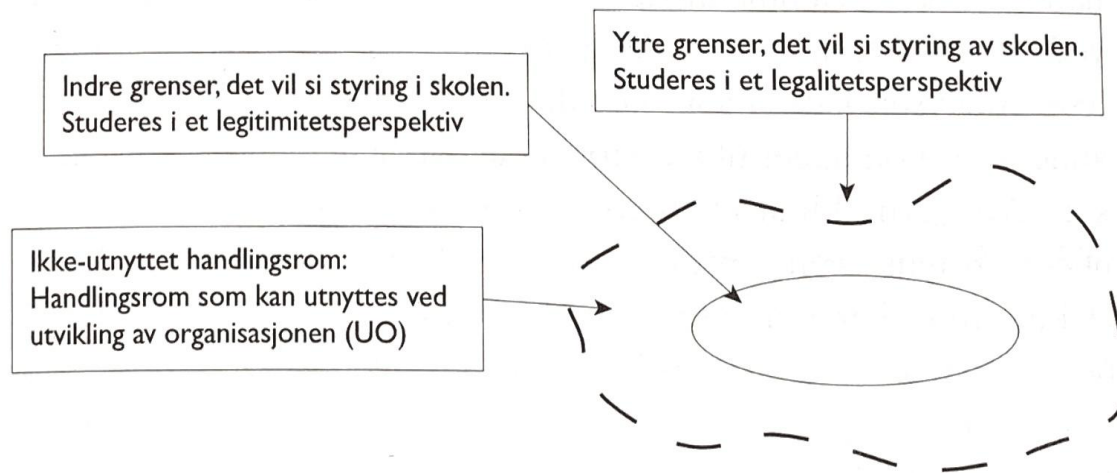 Ytre grenser, det vil si styring av skolen.
Studeres i et legalitetsperspektiv
Indre grenser, det vil si styring i skolen.
Studeres i et legitimitetsperspektiv
Ikke-utnyttet handlingsrom:
Handlingsrom som kan utnyttes ved
utvikling av organisasjonen (UO)